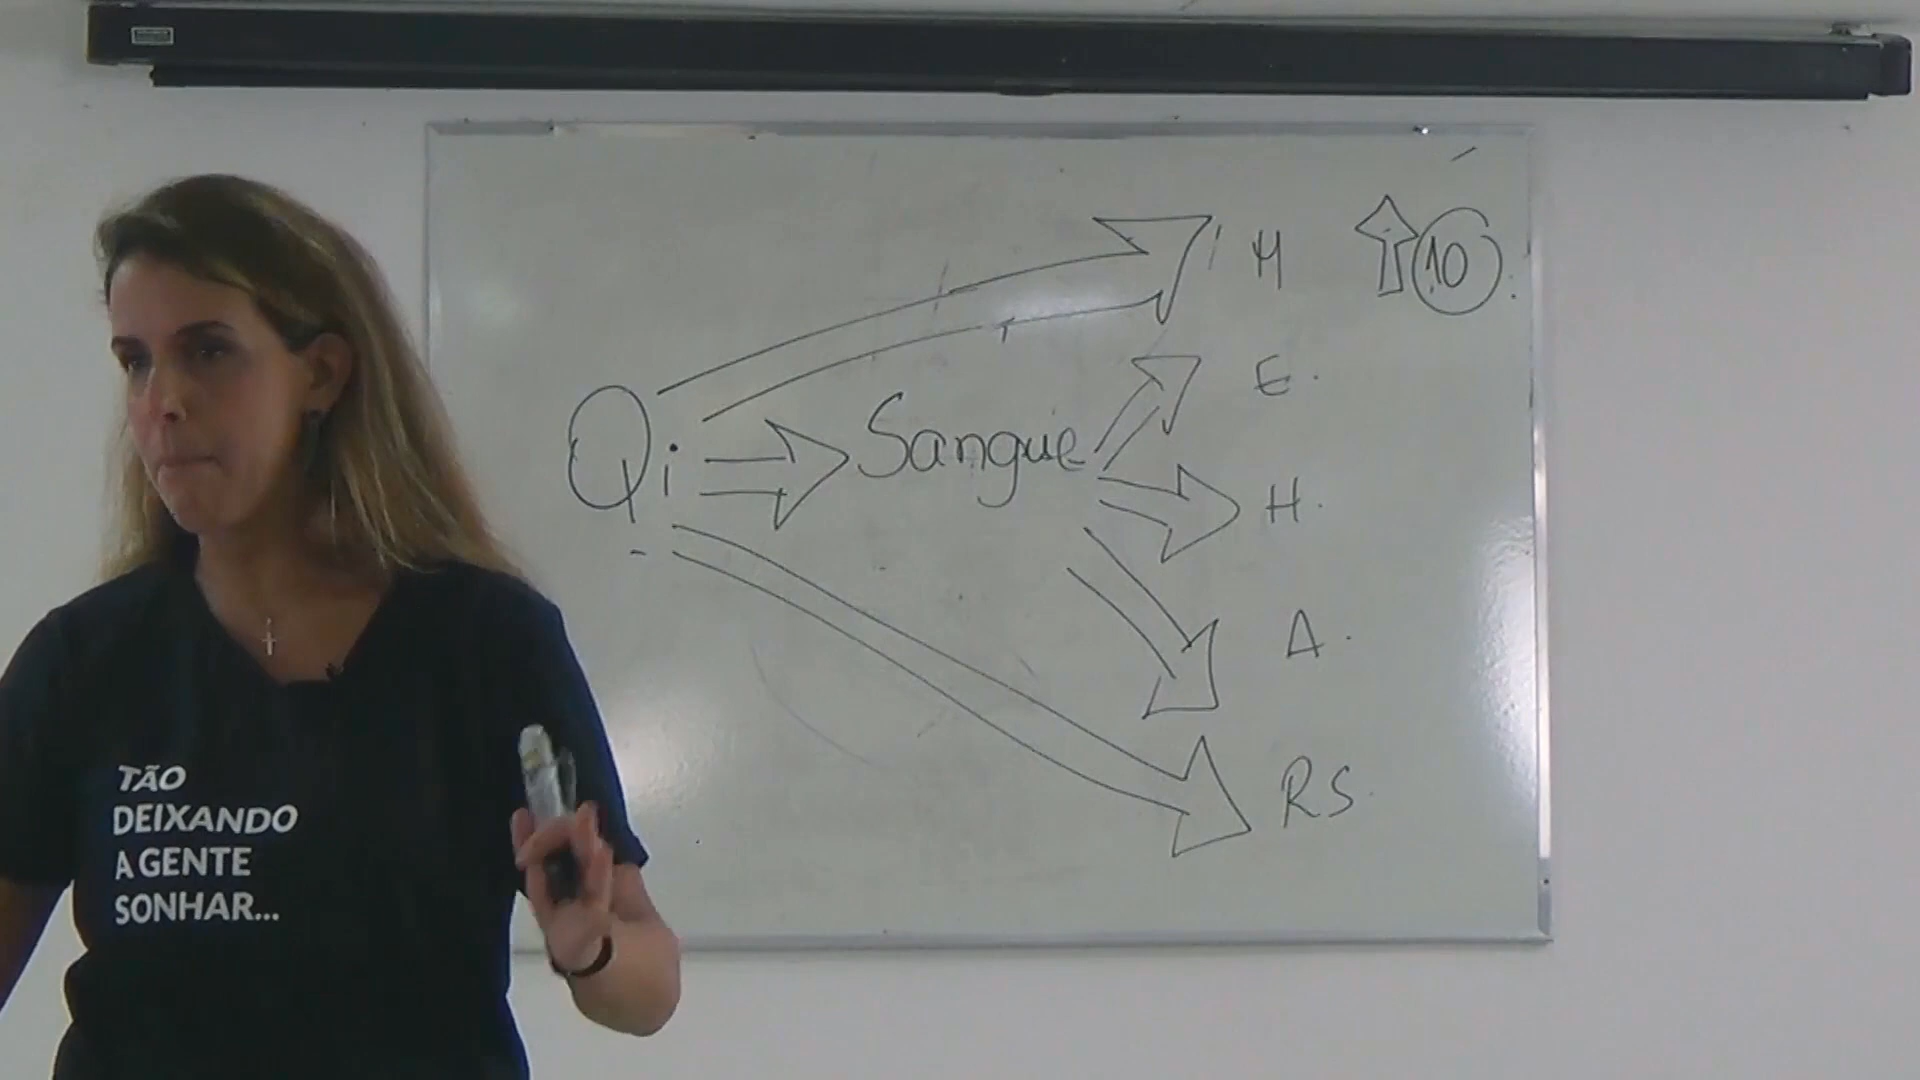 TÃO
DEIXANDO
A GENTE
SONHAR...
Qi
Sangue
M
10
E.
H.
A.
RS.